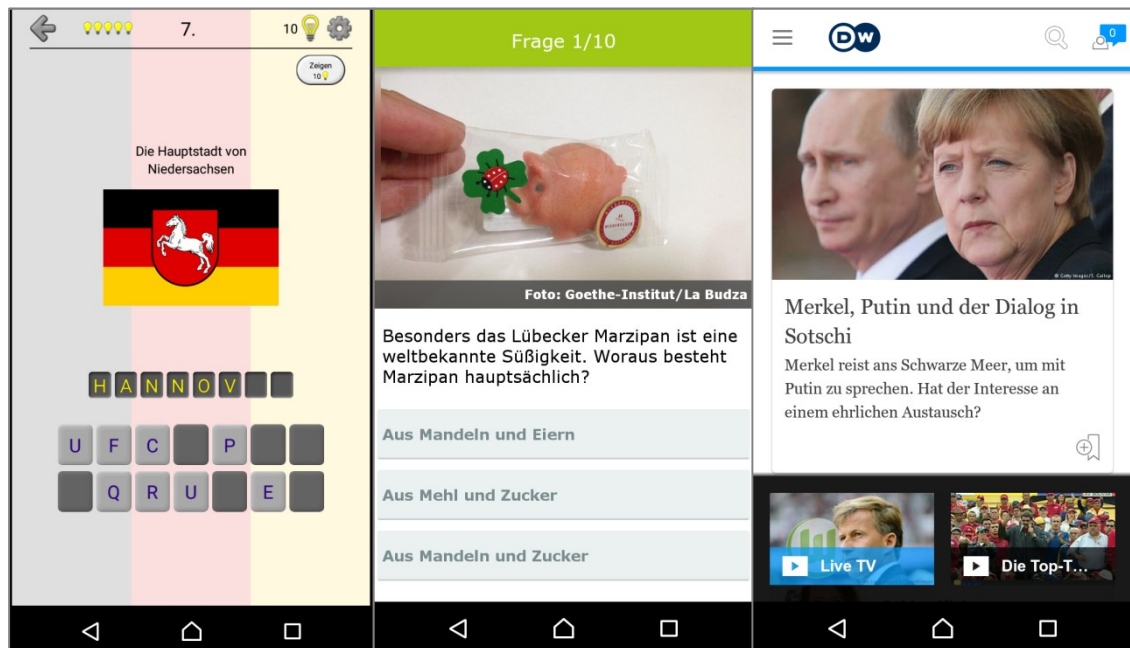 7.
10
Zeigen
10
Die Hauptstadt von
Niedersachsen
H A N N O V
U F C P
Q R U E
Frage 1/10
Foto: Goethe-Institut/La Budza
Besonders das Lübecker Marzipan ist eine
weltbekannte Süßigkeit. Woraus besteht
Marzipan hauptsächlich?
Aus Mandeln und Eiern
Aus Mehl und Zucker
Aus Mandeln und Zucker
DW
0
© Getty Images/S. Gallup
Merkel, Putin und der Dialog in
Sotschi
Merkel reist ans Schwarze Meer, um mit
Putin zu sprechen. Hat der Interesse an
einem ehrlichen Austausch?
Live TV
Die Top-T...